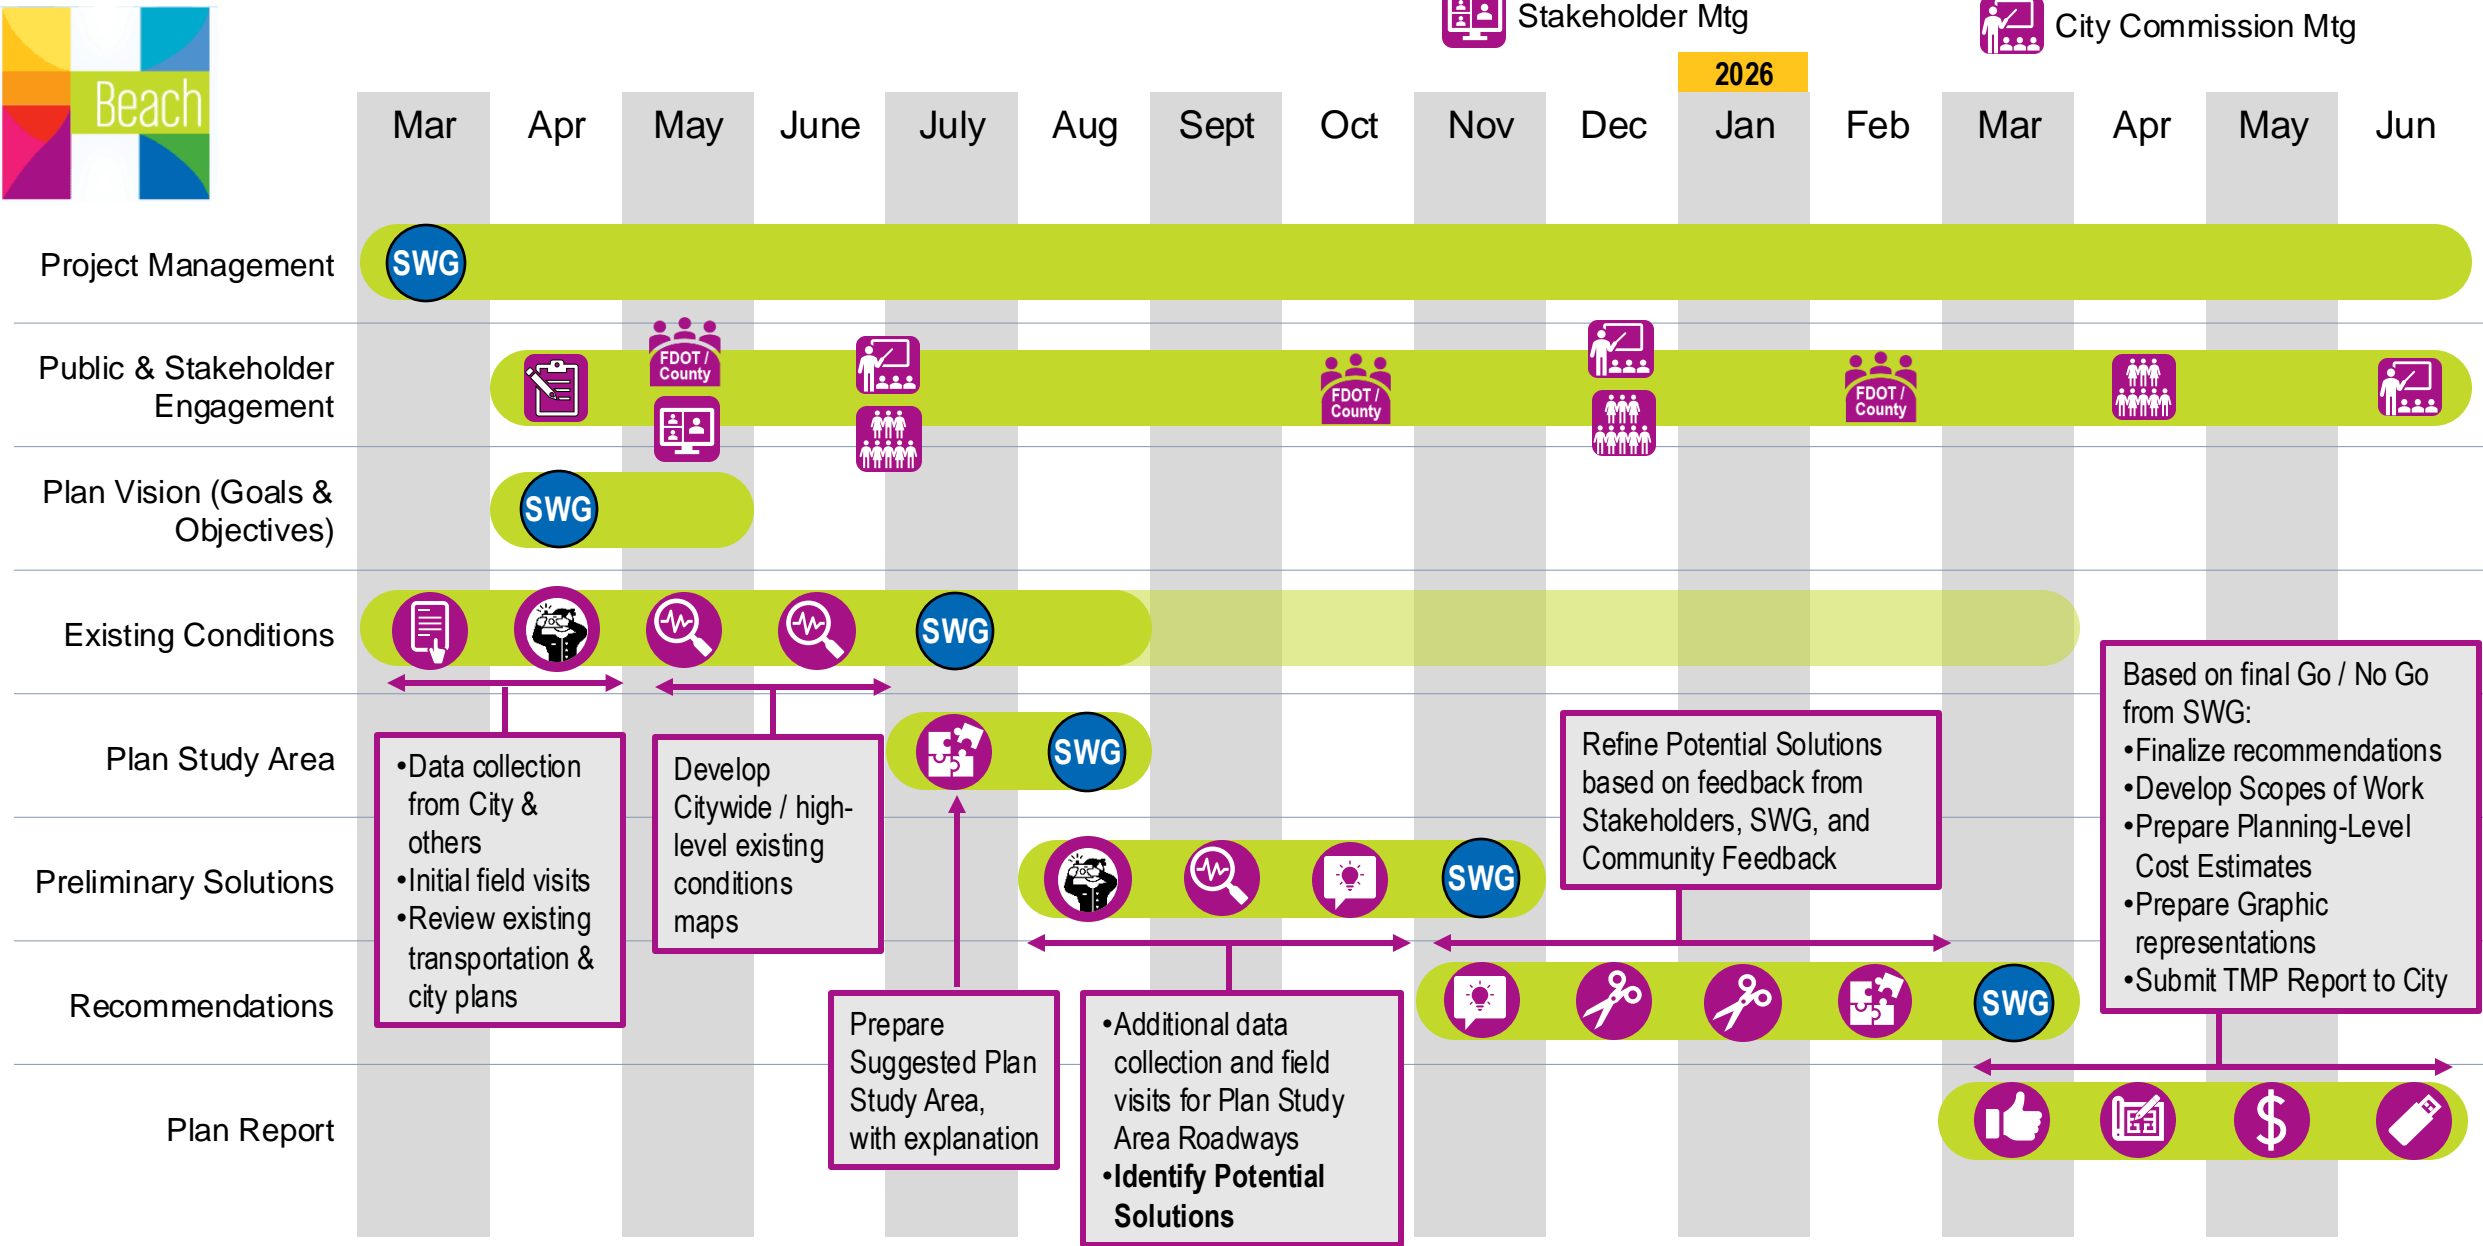 Stakeholder Mtg
City Commission Mtg
Beach
2026
Mar Apr May June July Aug Sept Oct Nov Dec Jan Feb Mar Apr May Jun
Project Management
SWG
Public & Stakeholder
Engagement
FDOT /
County
FDOT /
County
FDOT /
County
Plan Vision (Goals &
Objectives)
SWG
Existing Conditions
SWG
•Data collection
from City &
others
•Initial field visits
•Review existing
transportation &
city plans
Develop
Citywide / high-
level existing
conditions
maps
Plan Study Area
SWG
Prepare
Suggested Plan
Study Area,
with explanation
Preliminary Solutions
SWG
•Additional data
collection and field
visits for Plan Study
Area Roadways
•Identify Potential
Solutions
Refine Potential Solutions
based on feedback from
Stakeholders, SWG, and
Community Feedback
Recommendations
SWG
Based on final Go / No Go
from SWG:
•Finalize recommendations
•Develop Scopes of Work
•Prepare Planning-Level
Cost Estimates
•Prepare Graphic
representations
•Submit TMP Report to City
Plan Report
$